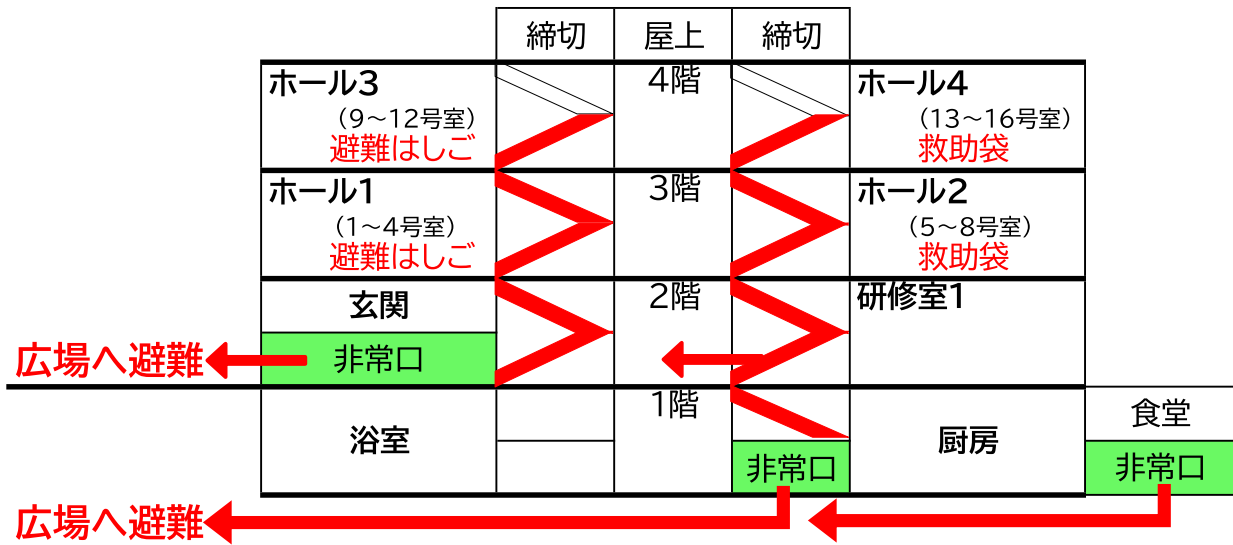 締切 屋上 締切
ホール3
（9～12号室）
避難はしご
4階
ホール4
（13～16号室）
救助袋
ホール1
（1～4号室）
避難はしご
3階
ホール2
（5～8号室）
救助袋
玄関
非常口
広場へ避難
2階
研修室1
浴室
1階
非常口
厨房
食堂
非常口
広場へ避難